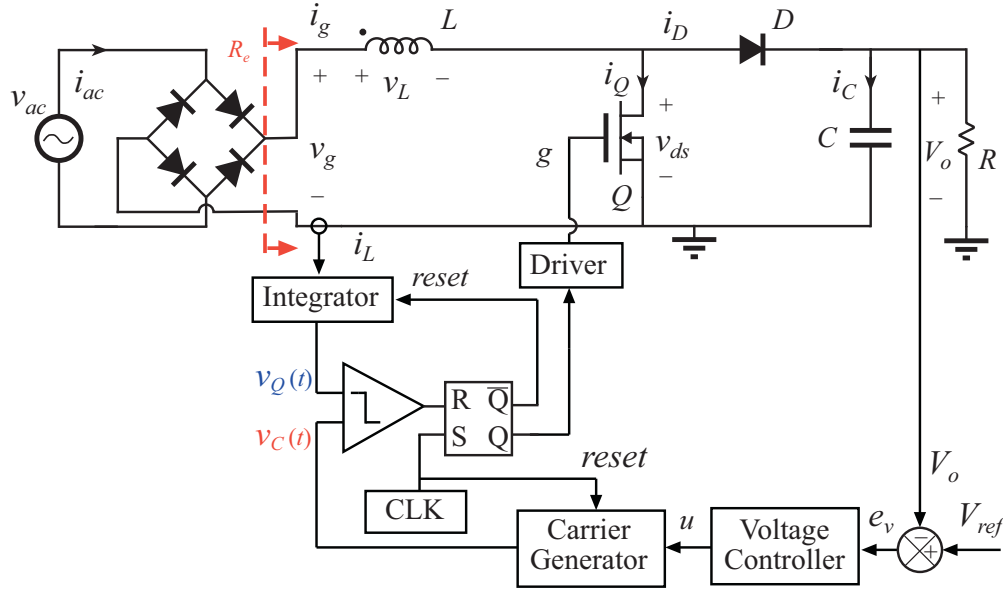 i_g L i_D D
R_e
i_ac v_ac + + v_L − i_Q i_C +
v_g g + v_ds − C V_o R
− Q −
i_L
reset Driver
Integrator
v_Q(t) R Q̅
v_C(t) S Q
reset V_o
CLK
Carrier Generator u Voltage Controller e_v − + V_ref